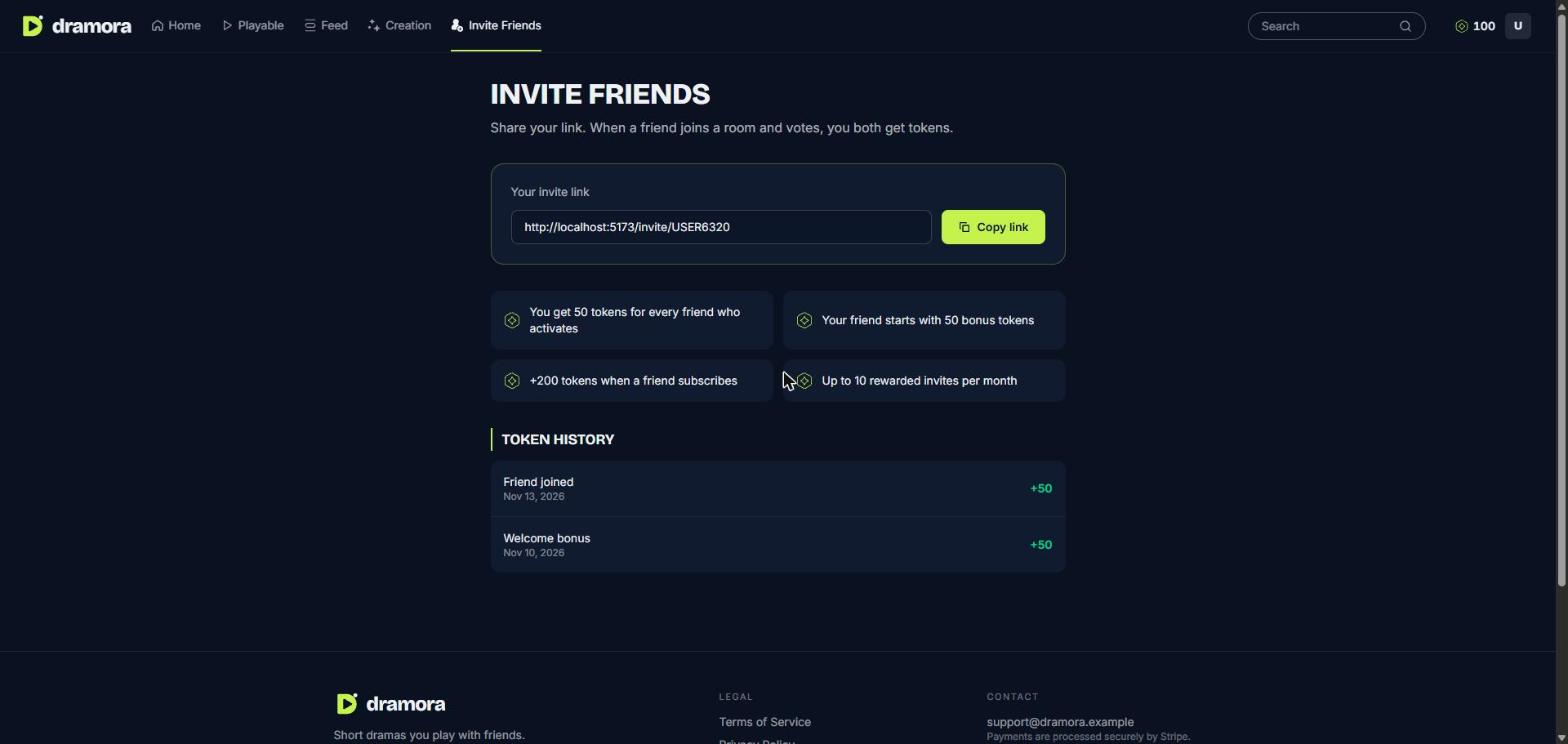 dramora
Home
Playable
Feed
Creation
Invite Friends
Search
100
U
INVITE FRIENDS
Share your link. When a friend joins a room and votes, you both get tokens.
Your invite link
http://localhost:5173/invite/USER6320
Copy link
You get 50 tokens for every friend who
activates
Your friend starts with 50 bonus tokens
+200 tokens when a friend subscribes
Up to 10 rewarded invites per month
TOKEN HISTORY
Friend joined
Nov 13, 2026
+50
Welcome bonus
Nov 10, 2026
+50
dramora
Short dramas you play with friends.
LEGAL
Terms of Service
Privacy Policy
CONTACT
support@dramora.example
Payments are processed securely by Stripe.